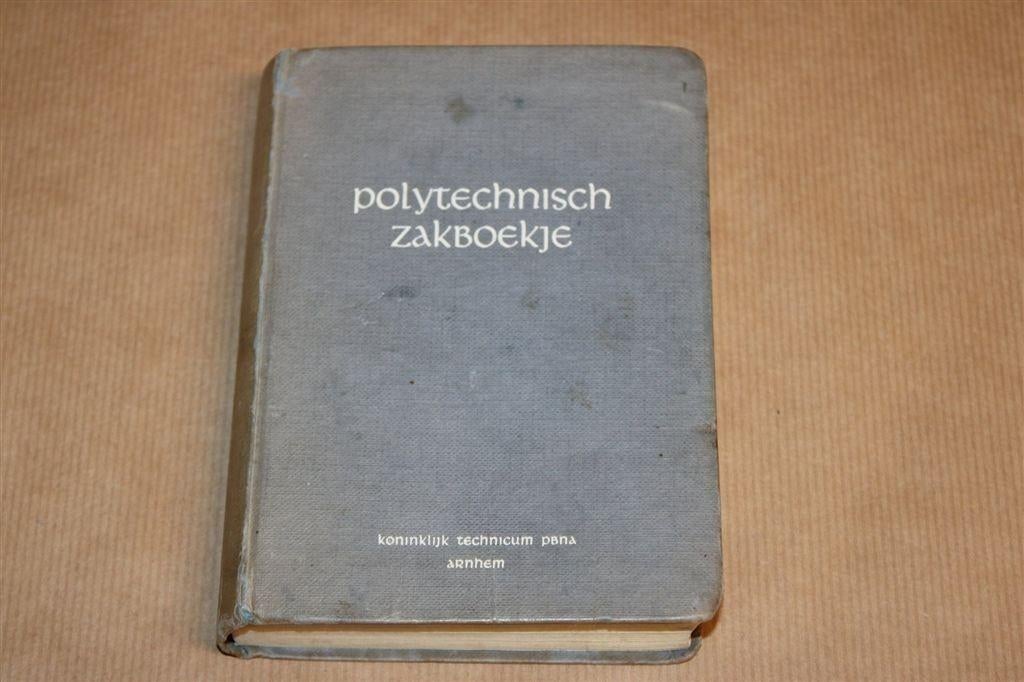 polytechnisch
zakboekje
koninklijk technicum pbna
arnhem